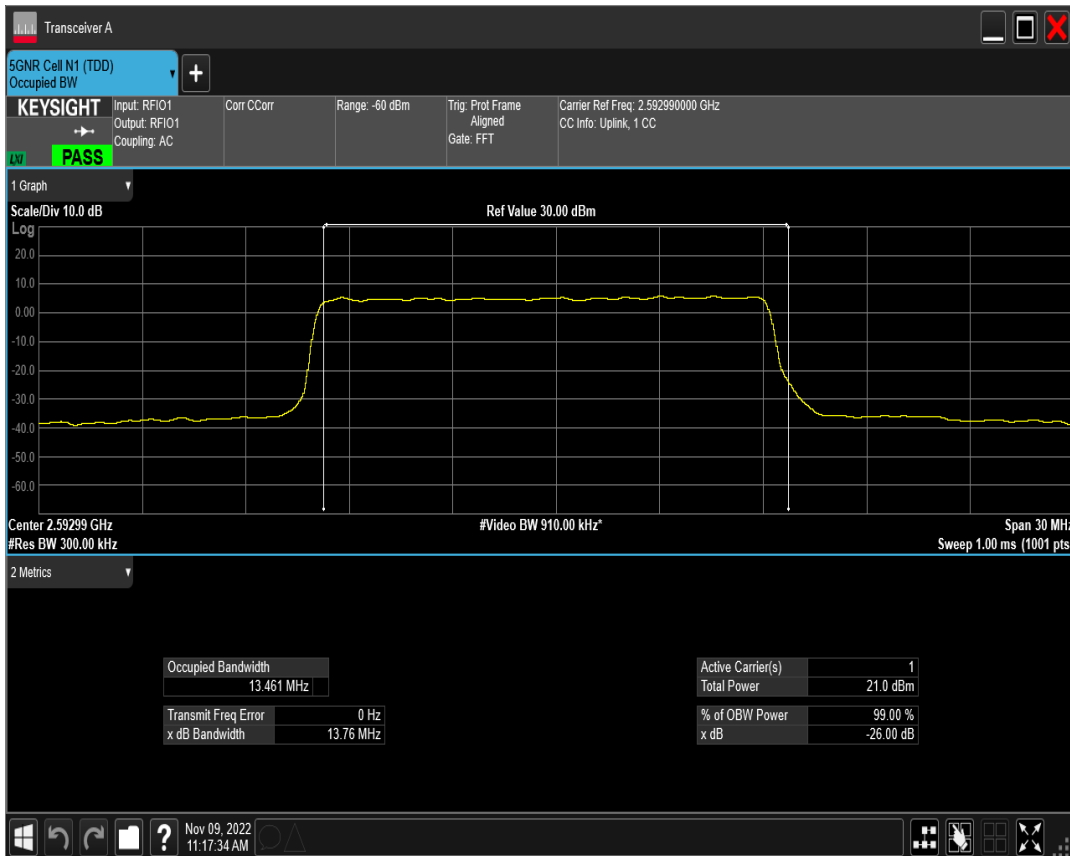 Transceiver A
5GNR Cell N1 (TDD)
Occupied BW
+
KEYSIGHT
LXI
PASS
Input: RFIO1
Output: RFIO1
Coupling: AC
Corr CCorr
Range: -60 dBm
Trig: Prot Frame
Aligned
Gate: FFT
Carrier Ref Freq: 2.592990000 GHz
CC Info: Uplink, 1 CC
1 Graph
Scale/Div 10.0 dB
Ref Value 30.00 dBm
Log
20.0
10.0
0.00
-10.0
-20.0
-30.0
-40.0
-50.0
-60.0
Center 2.59299 GHz
#Video BW 910.00 kHz*
Span 30 MHz
#Res BW 300.00 kHz
Sweep 1.00 ms (1001 pts
2 Metrics
Occupied Bandwidth
13.461 MHz
Transmit Freq Error 0 Hz
x dB Bandwidth 13.76 MHz
Active Carrier(s) 1
Total Power 21.0 dBm
% of OBW Power 99.00 %
x dB -26.00 dB
?
Nov 09, 2022
11:17:34 AM